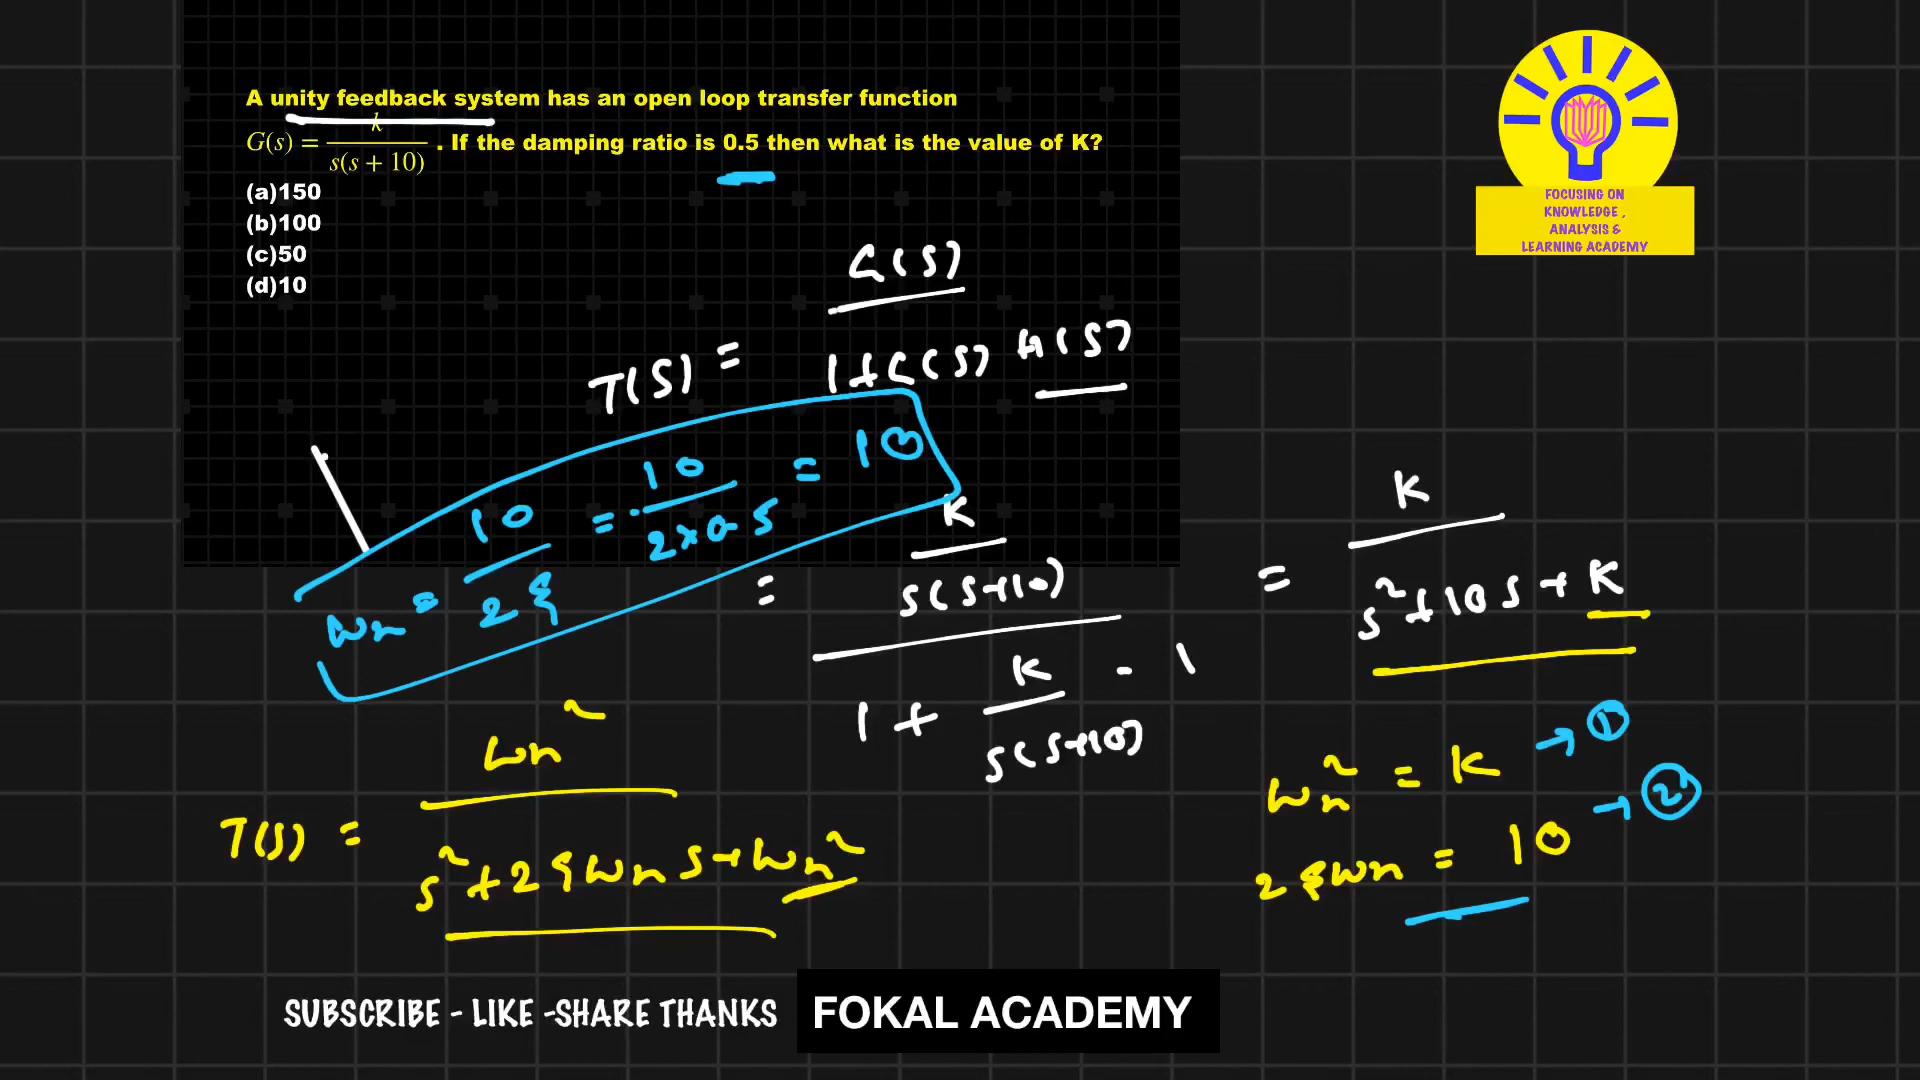 A unity feedback system has an open loop transfer function
G(s) = k / s(s + 10) . If the damping ratio is 0.5 then what is the value of K?
(a)150
(b)100
(c)50
(d)10
FOCUSING ON
KNOWLEDGE ,
ANALYSIS &
LEARNING ACADEMY
T(S) = G(S) / 1+G(S) H(S)
ωn = 10 / 2ξ = 10 / 2×0.5 = 10
= K / s(s+10) / 1 + K / s(s+10) · 1 = K / s²+10s+K
T(s) = ωn² / s²+2ξωns+ωn²
ωn² = K → ①
2ξωn = 10 → ②
SUBSCRIBE - LIKE -SHARE THANKS
FOKAL ACADEMY